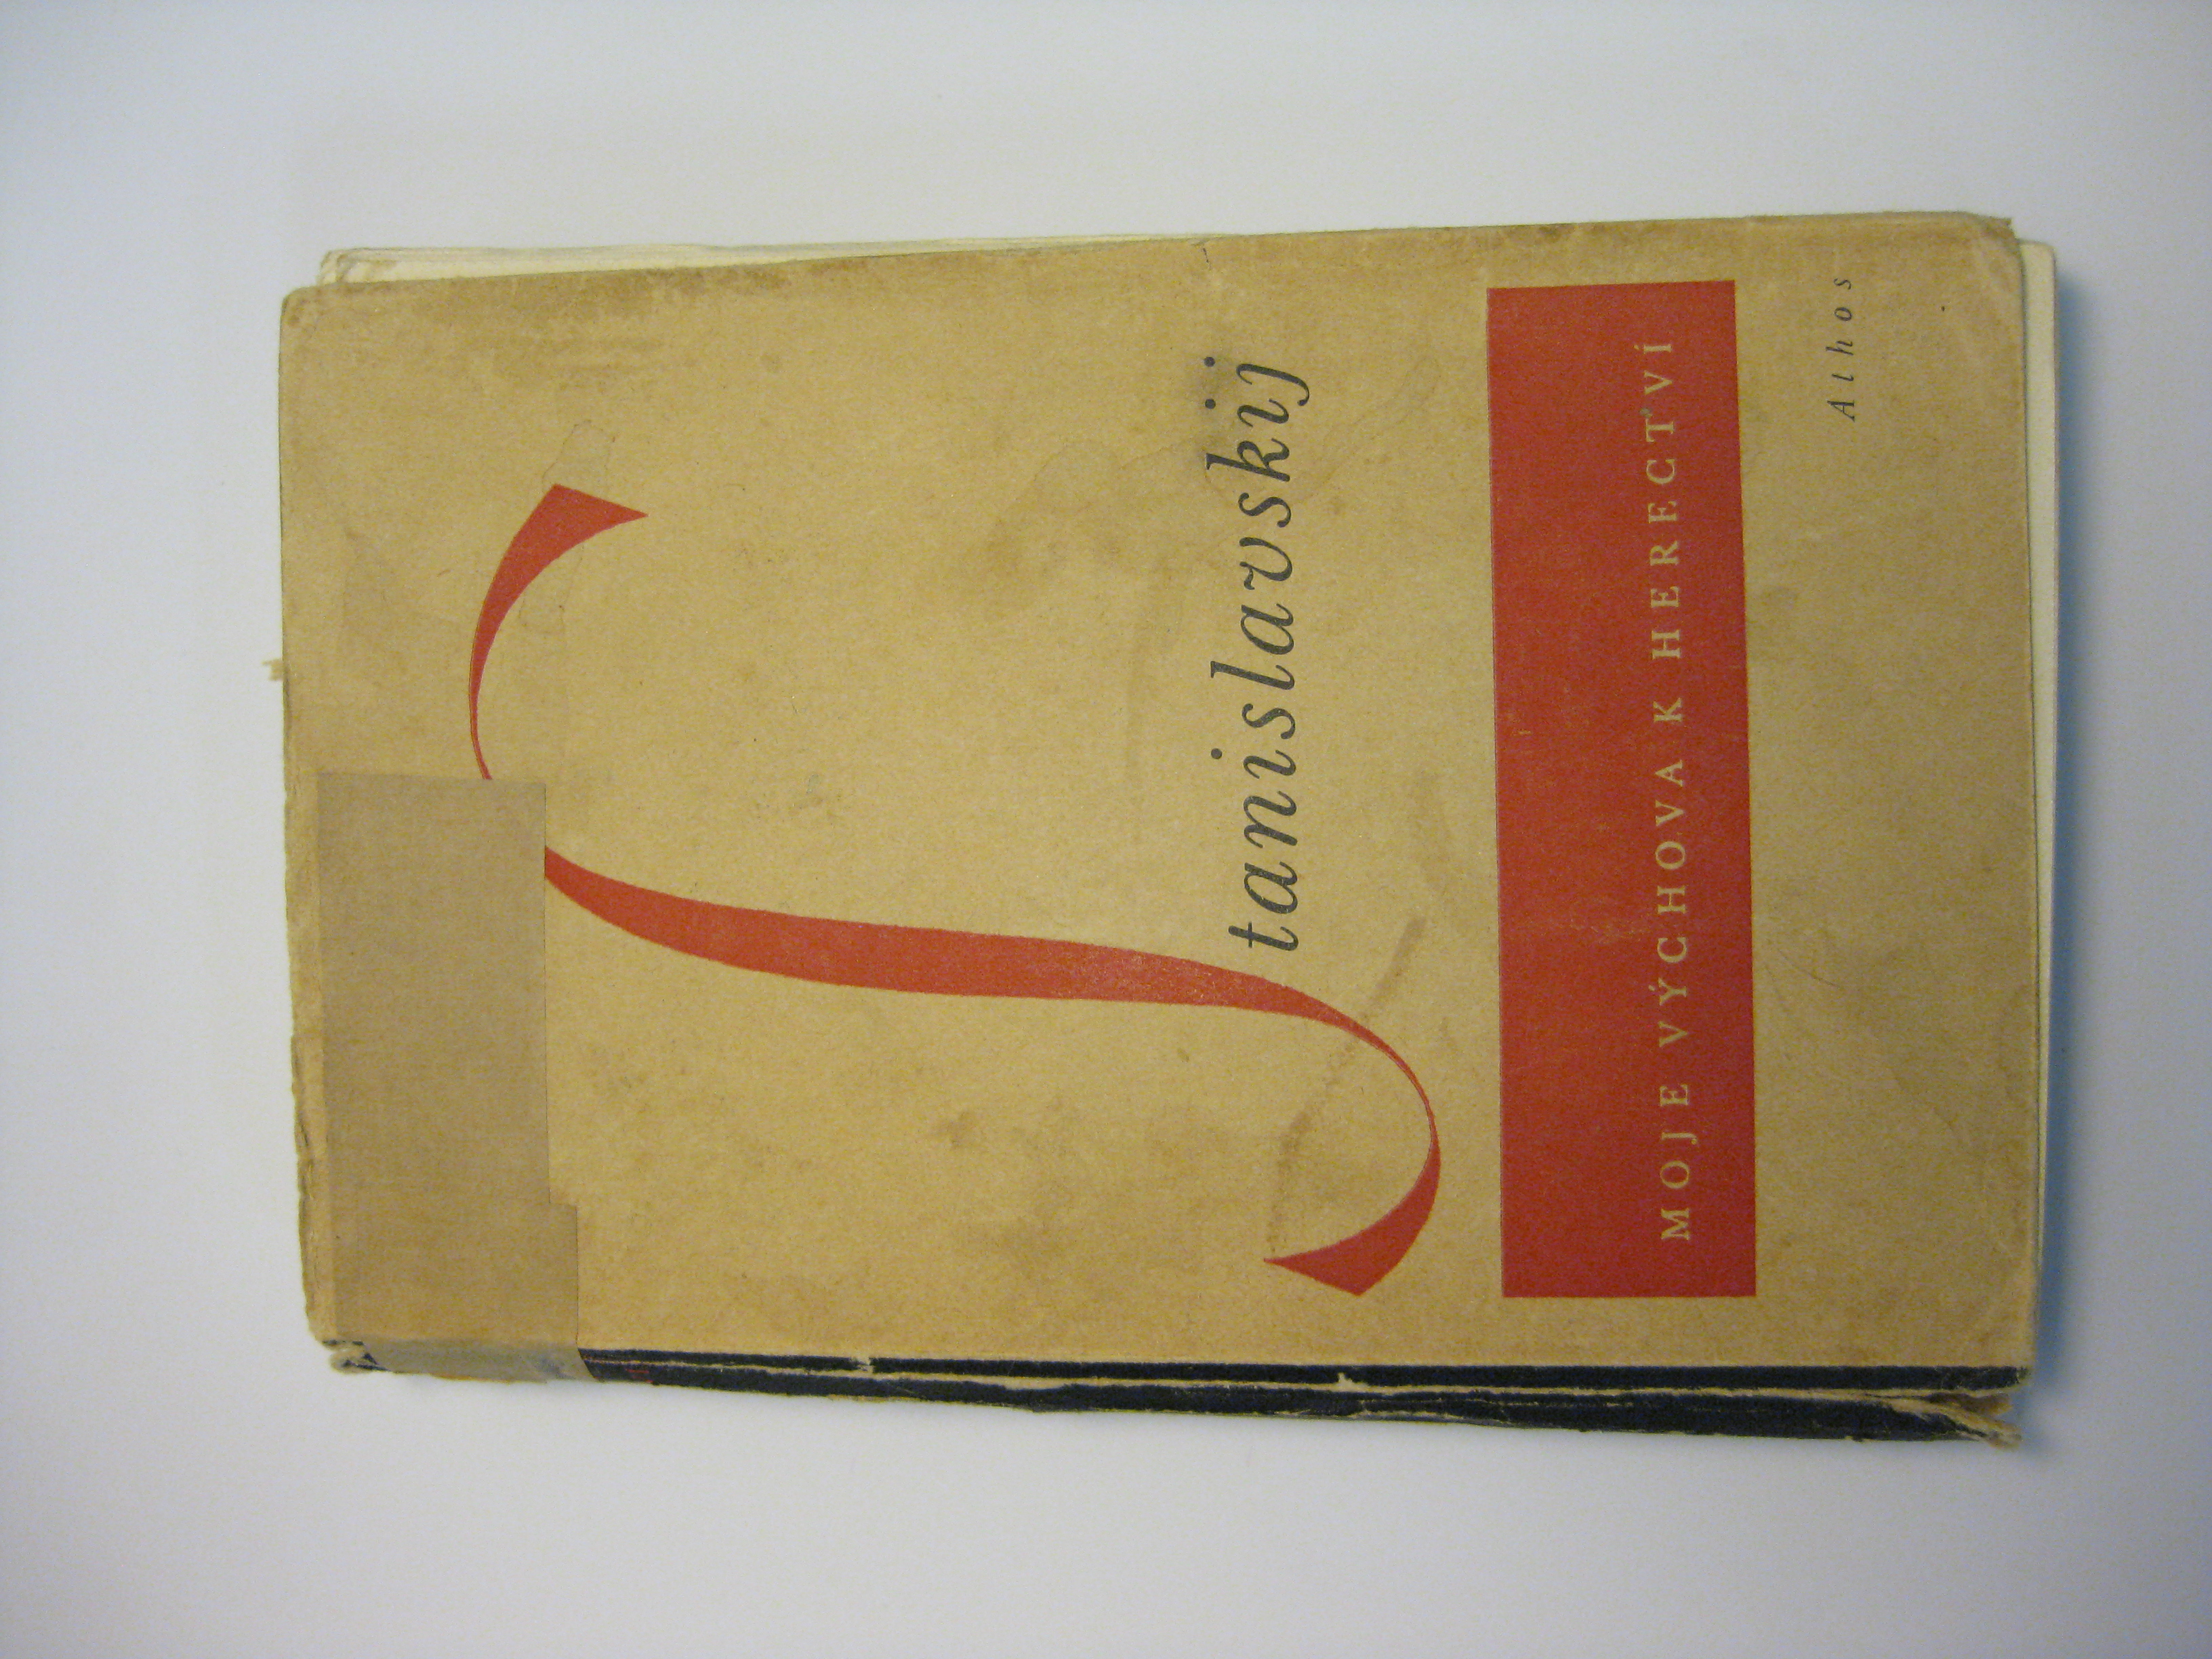 Stanislavskij
MOJE VÝCHOVA K HERECTVÍ
Athos